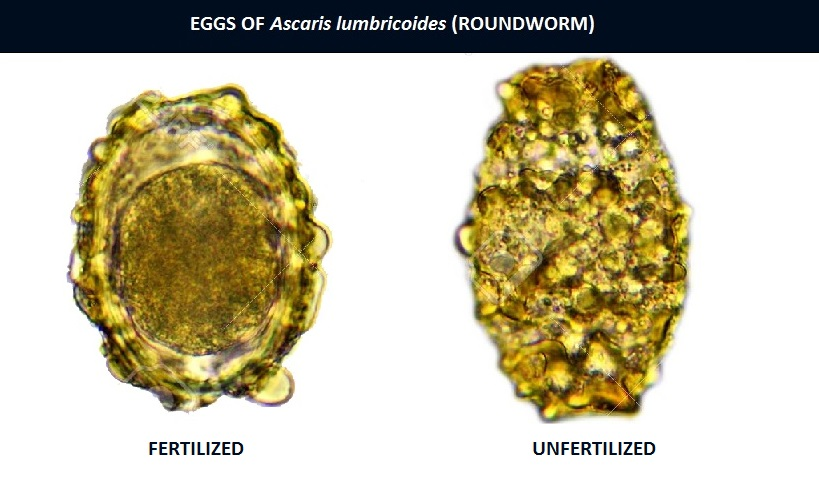 EGGS OF Ascaris lumbricoides (ROUNDWORM)
FERTILIZED
UNFERTILIZED